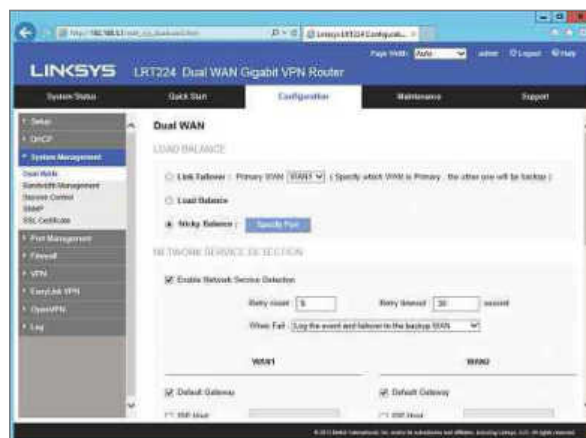 Linksys LRT224 Configurati...
Page Width: Auto admin Logout Help
LINKSYS LRT224 Dual WAN Gigabit VPN Router
System Status Quick Start Configuration Maintenance Support
Setup
DHCP
System Management
Dual WAN
Bandwidth Management
Session Control
SNMP
SSL Certificate
Port Management
Firewall
VPN
EasyLink VPN
OpenVPN
Log
Dual WAN
LOAD BALANCE
Link Failover : Primary WAN WAN1 ( Specify which WAN is Primary , the other one will be backup )
Load Balance
Sticky Balance : Specify Port
NETWORK SERVICE DETECTION
Enable Network Service Detection
Retry count 5 Retry timeout 30 second
When Fail : Log the event and failover to the backup WAN
WAN1 WAN2
Default Gateway Default Gateway
ISP Host ISP Host